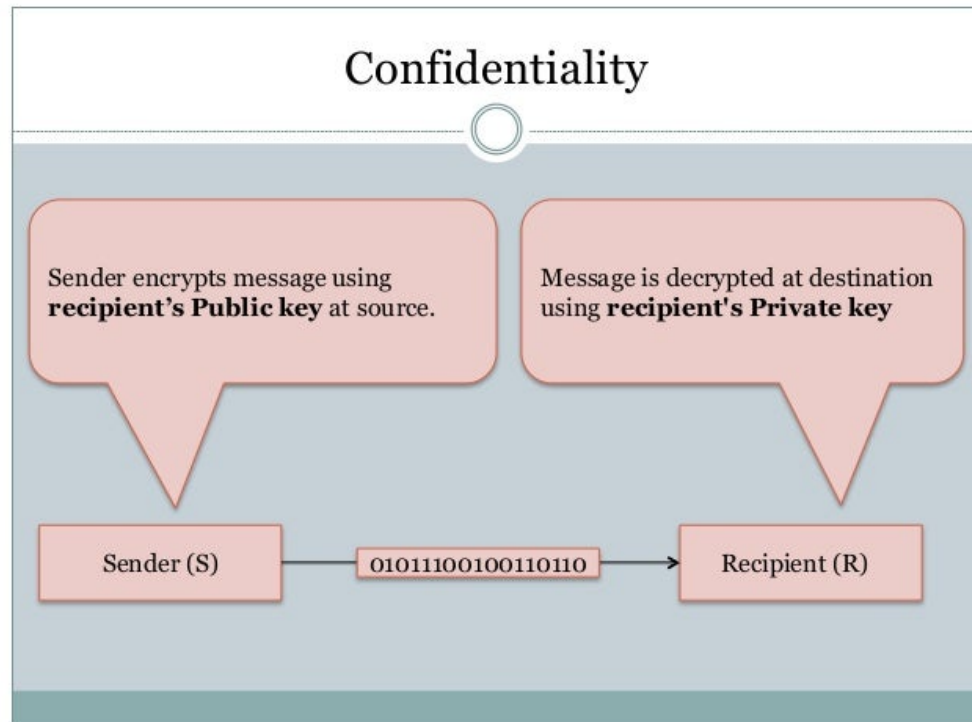 Confidentiality
Sender encrypts message using
recipient’s Public key at source.
Message is decrypted at destination
using recipient's Private key
Sender (S)
01011100100110110
Recipient (R)